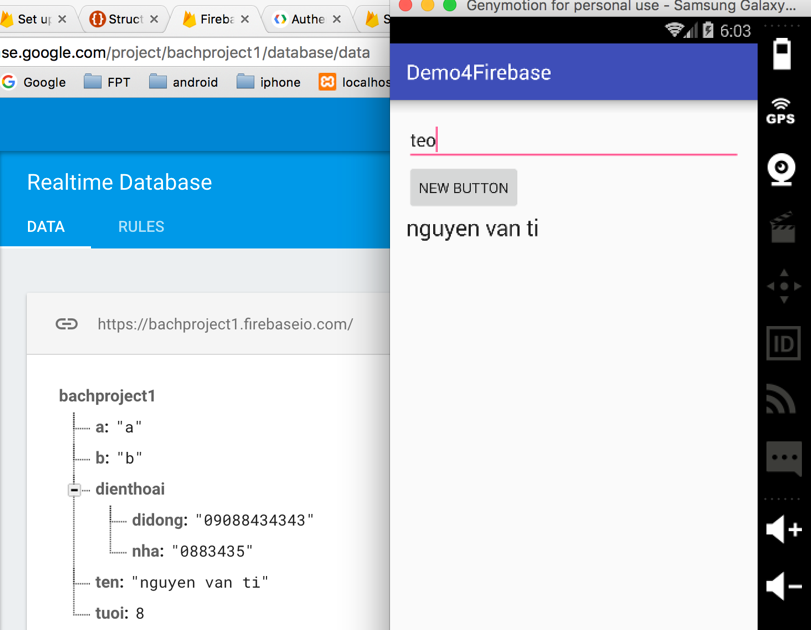 Set u
Struct
Fireba
Authe
S
se.google.com/project/bachproject1/database/data
Google
FPT
android
iphone
localhos
Realtime Database
DATA
RULES
https://bachproject1.firebaseio.com/
bachproject1
a: "a"
b: "b"
dienthoai
didong: "09088434343"
nha: "0883435"
ten: "nguyen van ti"
tuoi: 8
Genymotion for personal use - Samsung Galaxy...
6:03
Demo4Firebase
teo
NEW BUTTON
nguyen van ti
GPS
ID